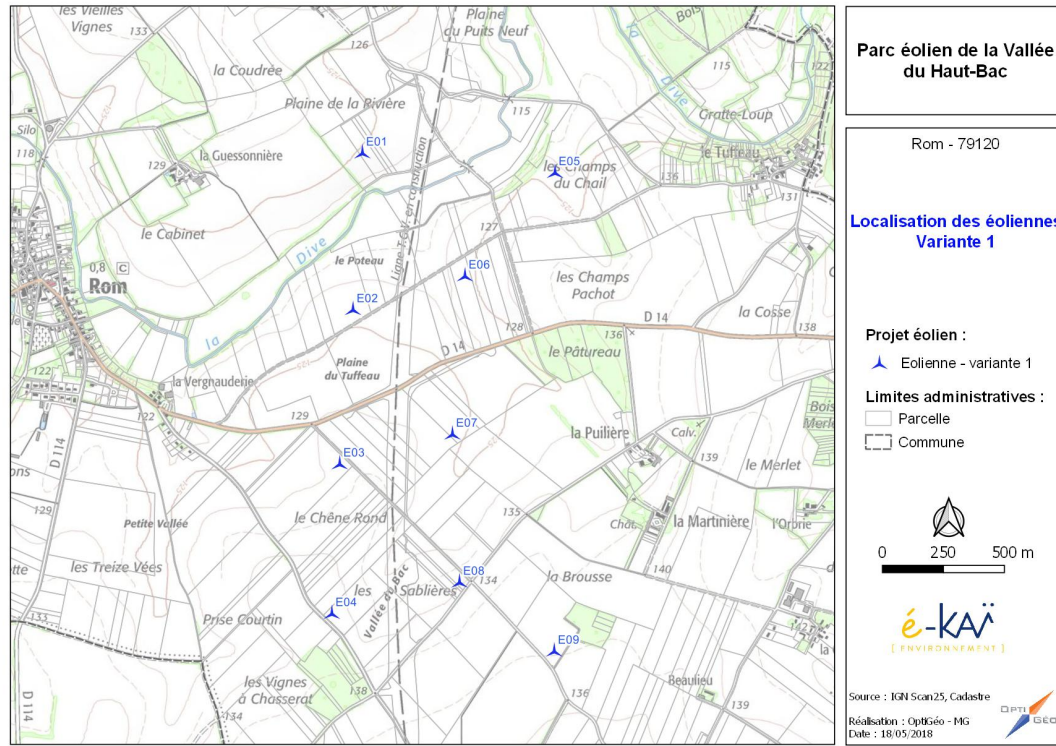 les Vieilles
Vignes
133
126
Plaine
du Puits Neuf
Bois
la
Dive
115
122
la Coudrée
Plaine de la Rivière
115
Gratte-Loup
Silo
118
la Guessonnière
129
E01
E05
les Champs
du Chail
le Tuffeau
136
131
le Cabinet
Dive
la
Ligne T.G.V. en construction
127
le Poteau
E06
0,8 C
Rom
E02
les Champs
Pachot
la Cosse
138
D 14
128
136
D 14
le Pâtureau
Plaine
du Tuffeau
la Vergnauderie
122
122
129
D 114
E07
la Puilière
Calv.
Bois
E03
139
le Merlet
129
Petite Vallée
le Chêne Rond
135
Chât.
la Martinière
l'Ororie
les Treize Vées
E08
134
la Brousse
140
les
Sablières
Vallée du Bac
E04
Prise Courtin
133
E09
les Vignes
à Chasserat
138
Beaulieu
136
139
D 114
134
Parc éolien de la Vallée
du Haut-Bac
Rom - 79120
Localisation des éoliennes
Variante 1
Projet éolien :
Eolienne - variante 1
Limites administratives :
Parcelle
Commune
0 250 500 m
é-KAÏ
[ ENVIRONNEMENT ]
Source : IGN Scan25, Cadastre
Réalisation : OptiGéo - MG
Date : 18/05/2018
OPTI
GÉO